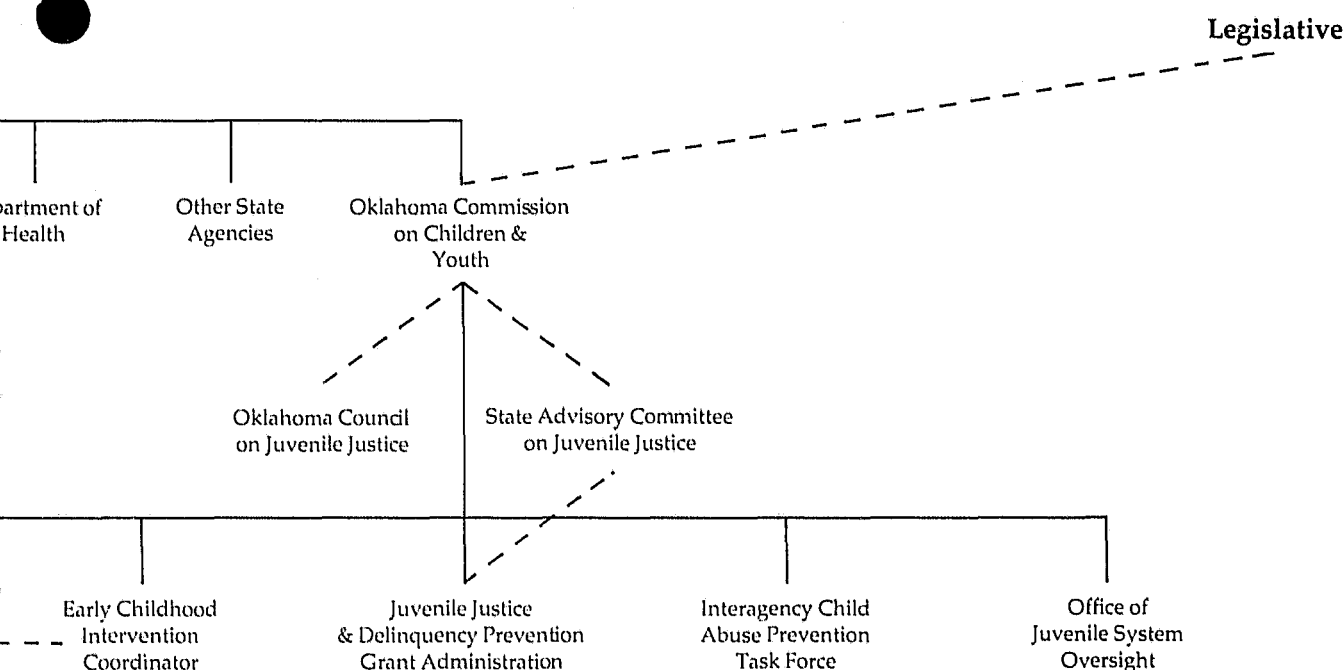 Legislative
partment of
Health
Other State
Agencies
Oklahoma Commission
on Children &
Youth
Oklahoma Council
on Juvenile Justice
State Advisory Committee
on Juvenile Justice
Early Childhood
Intervention
Coordinator
Juvenile Justice
& Delinquency Prevention
Grant Administration
Interagency Child
Abuse Prevention
Task Force
Office of
Juvenile System
Oversight